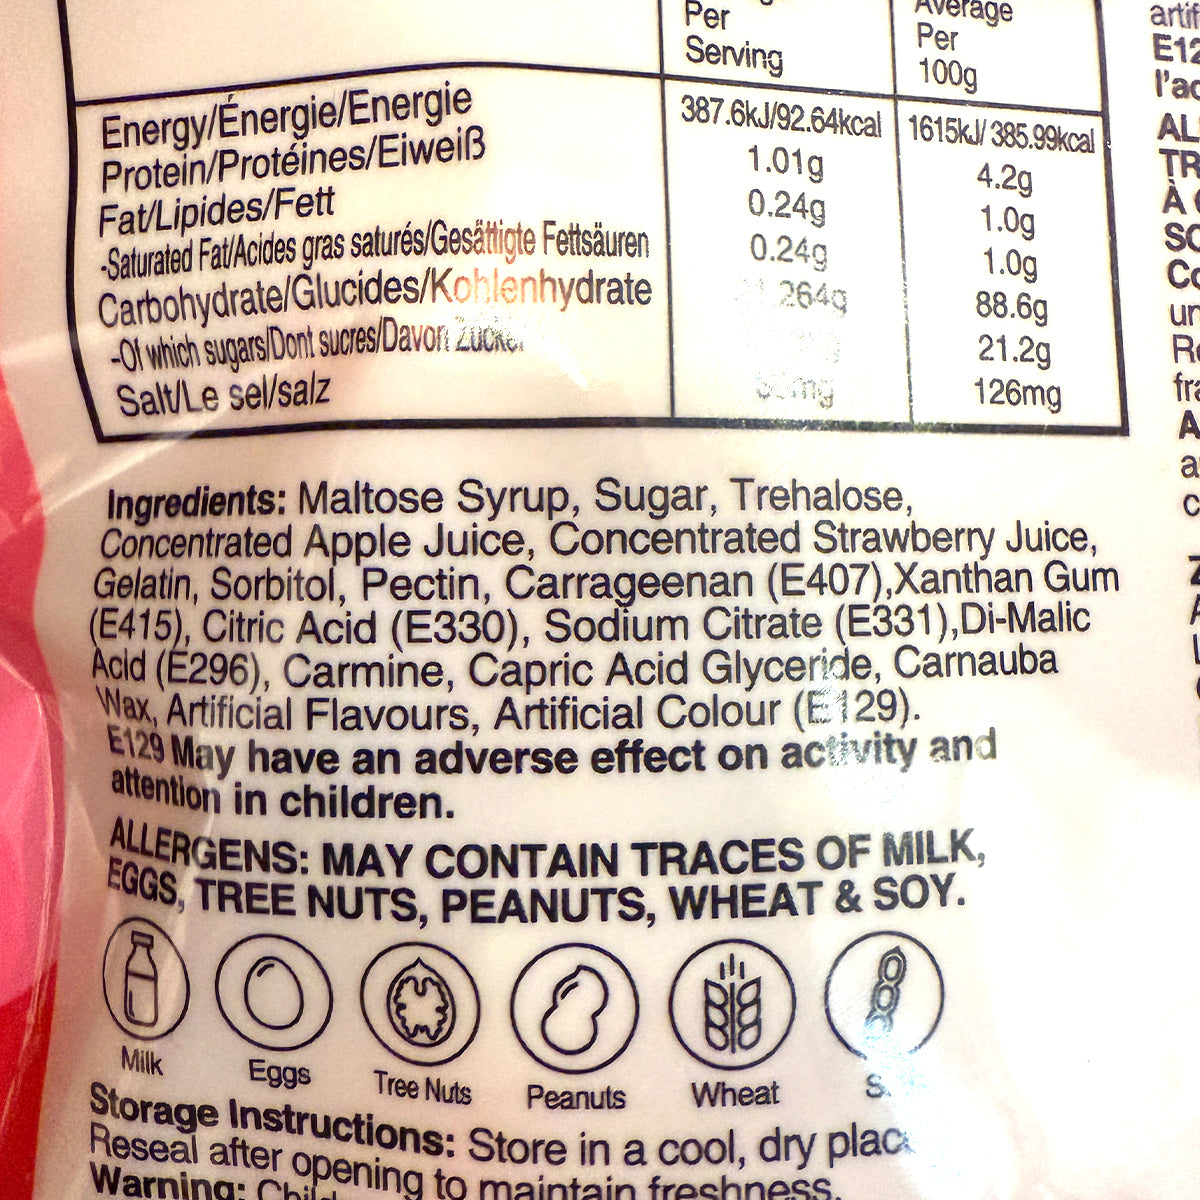 Per
Serving
Average
Per
100g
Energy/Énergie/Energie 387.6kJ/92.64kcal 1615kJ/ 385.99kcal
Protein/Protéines/Eiweiß 1.01g 4.2g
Fat/Lipides/Fett 0.24g 1.0g
-Saturated Fat/Acides gras saturés/Gesättigte Fettsäuren 0.24g 1.0g
Carbohydrate/Glucides/Kohlenhydrate 88.6g
-Of which sugars/Dont sucres/Davon Zucker 21.2g
Salt/Le sel/salz 126mg
Ingredients: Maltose Syrup, Sugar, Trehalose,
Concentrated Apple Juice, Concentrated Strawberry Juice,
Gelatin, Sorbitol, Pectin, Carrageenan (E407),Xanthan Gum
(E415), Citric Acid (E330), Sodium Citrate (E331),Di-Malic
Acid (E296), Carmine, Capric Acid Glyceride, Carnauba
Wax, Artificial Flavours, Artificial Colour (E129).
E129 May have an adverse effect on activity and
attention in children.
ALLERGENS: MAY CONTAIN TRACES OF MILK,
EGGS, TREE NUTS, PEANUTS, WHEAT & SOY.
Milk
Eggs
Tree Nuts
Peanuts
Wheat
Storage Instructions: Store in a cool, dry place
Reseal after opening to maintain freshness.
Warning: